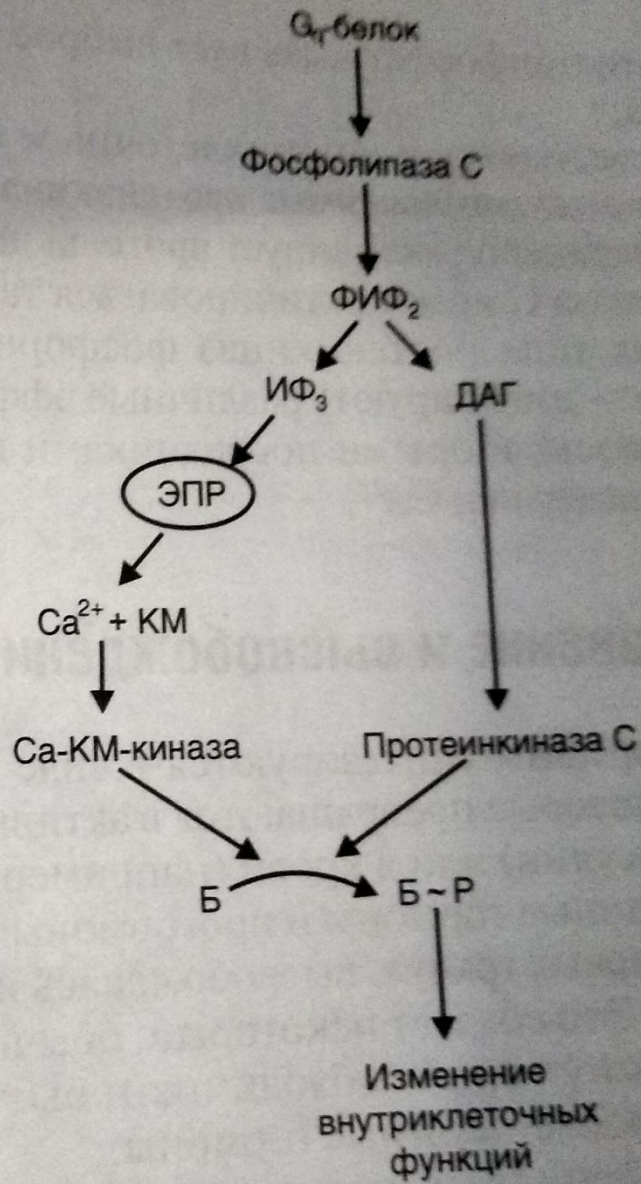 Gq-белок
Фосфолипаза С
ФИФ₂
ИФ₃
ДАГ
ЭПР
Ca²⁺ + КМ
Са-КМ-киназа
Протеинкиназа С
Б
Б ~ Р
Изменение
внутриклеточных
функций